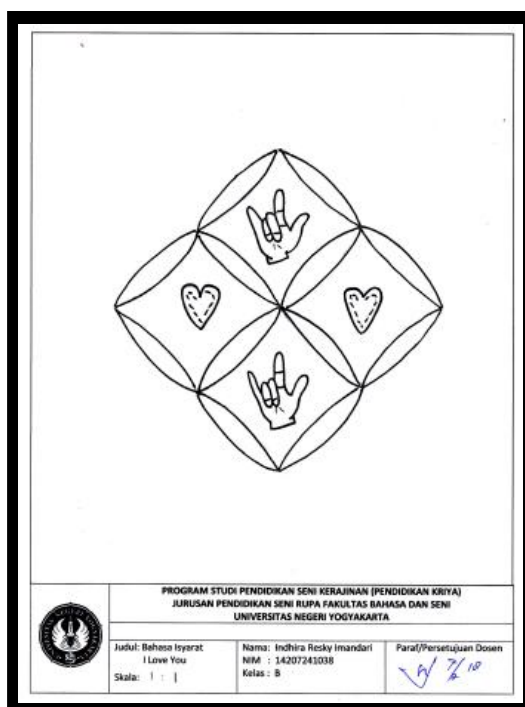 PROGRAM STUDI PENDIDIKAN SENI KERAJINAN (PENDIDIKAN KRIYA)
JURUSAN PENDIDIKAN SENI RUPA FAKULTAS BAHASA DAN SENI
UNIVERSITAS NEGERI YOGYAKARTA
Judul: Bahasa Isyarat
I Love You
Skala: 1 : 1
Nama: Indhira Resky Imandari
NIM : 14207241038
Kelas : B
Paraf/Persetujuan Dosen